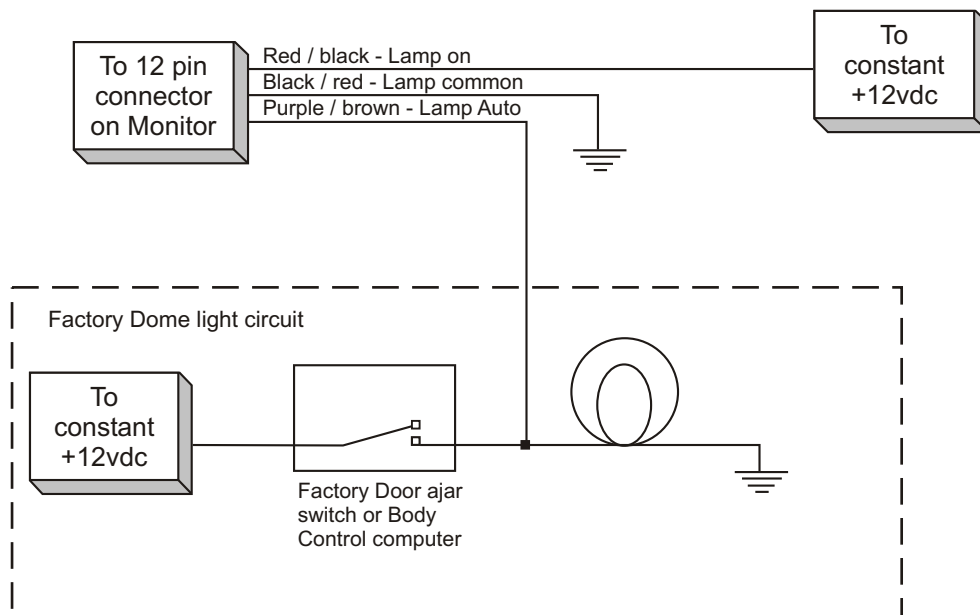 To 12 pin
connector
on Monitor
Red / black - Lamp on
Black / red - Lamp common
Purple / brown - Lamp Auto
To
constant
+12vdc
Factory Dome light circuit
To
constant
+12vdc
Factory Door ajar
switch or Body
Control computer